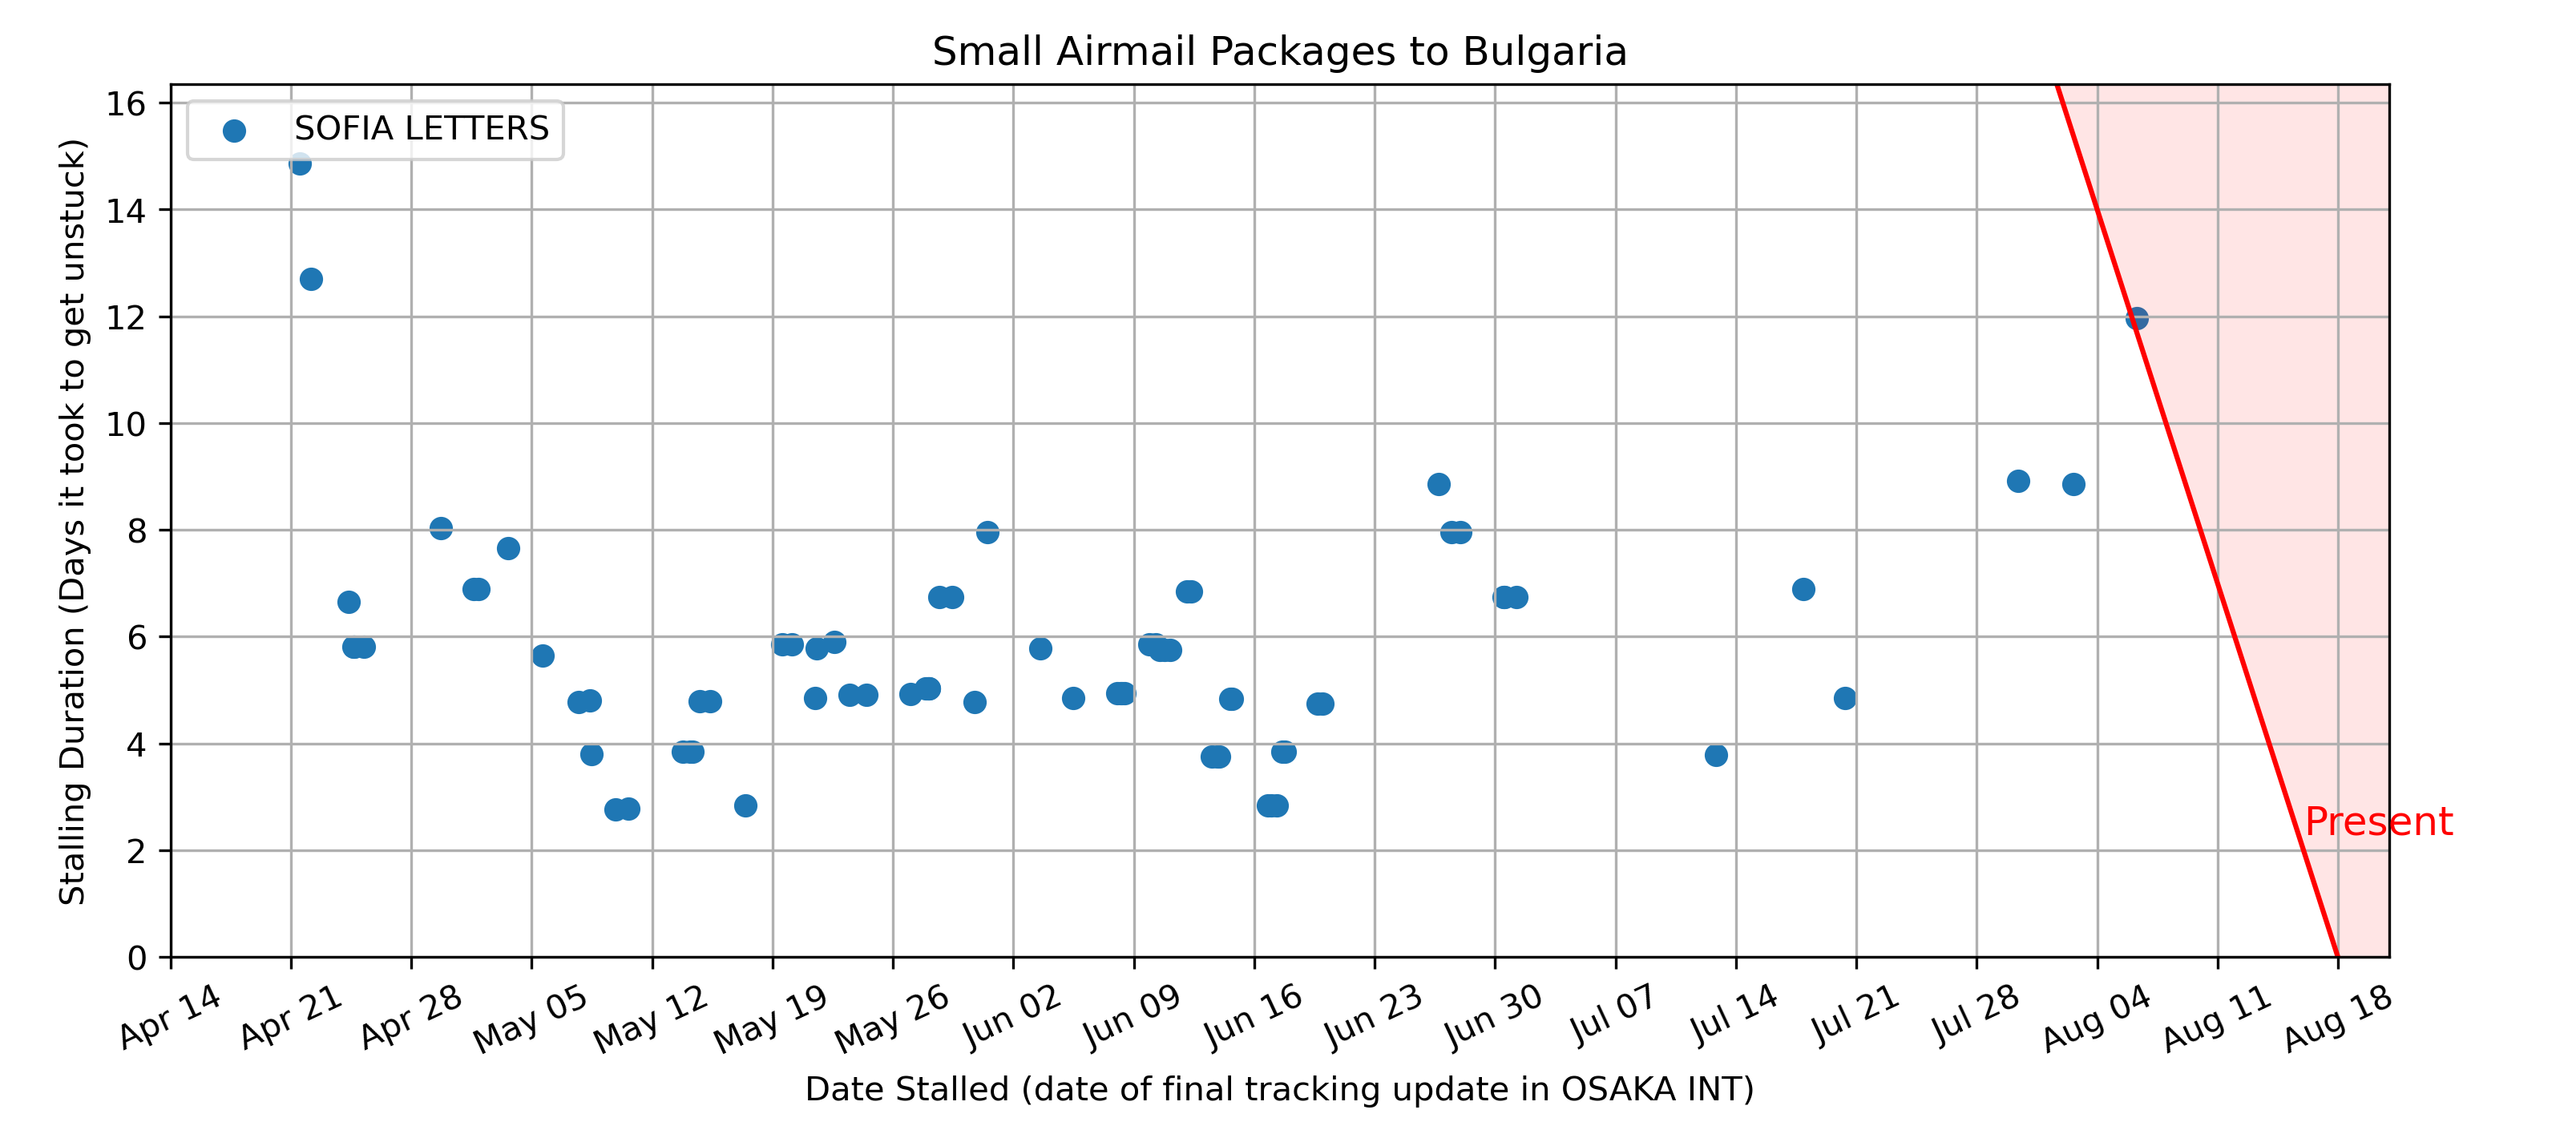 Small Airmail Packages to Bulgaria
SOFIA LETTERS
Stalling Duration (Days it took to get unstuck)
16
14
12
10
8
6
4
2
0
Present
Apr 14
Apr 21
Apr 28
May 05
May 12
May 19
May 26
Jun 02
Jun 09
Jun 16
Jun 23
Jun 30
Jul 07
Jul 14
Jul 21
Jul 28
Aug 04
Aug 11
Aug 18
Date Stalled (date of final tracking update in OSAKA INT)